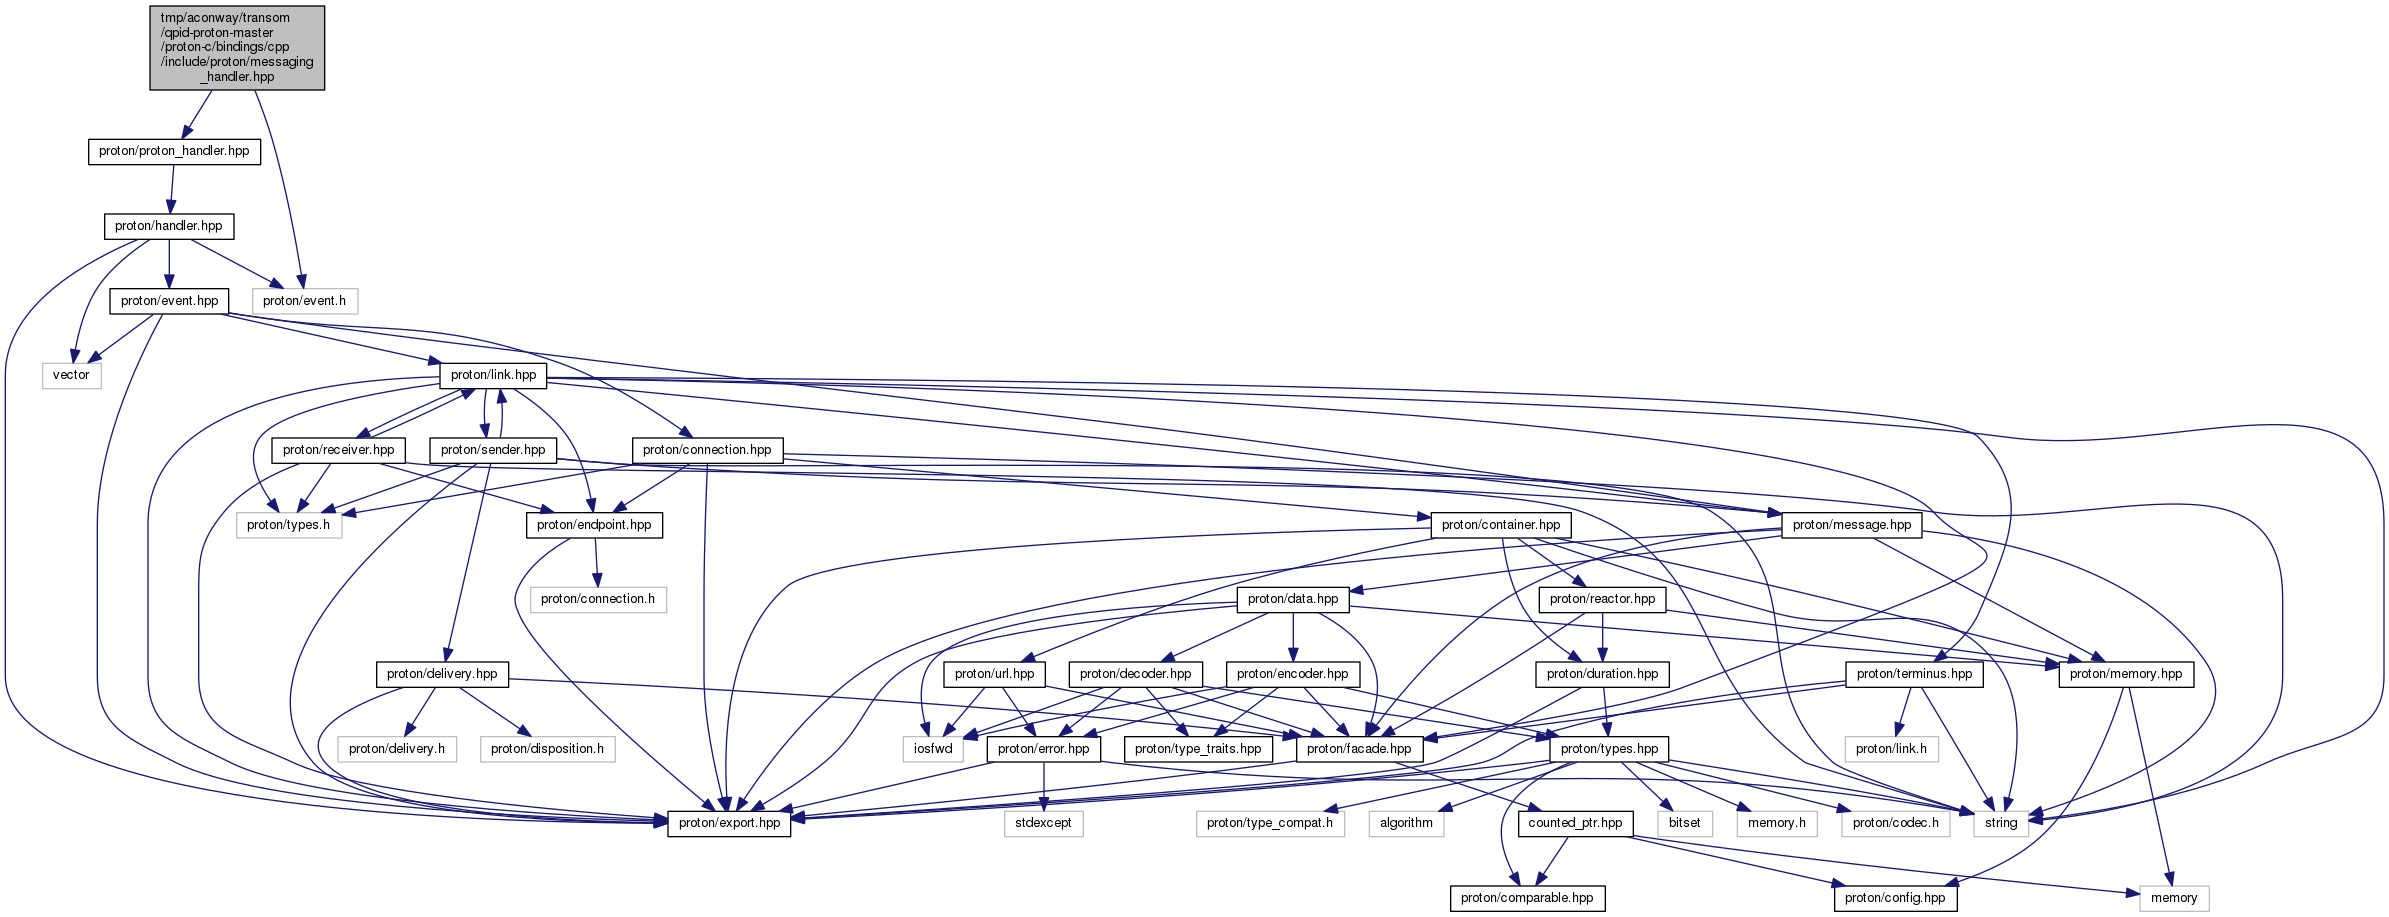 tmp/aconway/transom
/qpid-proton-master
/proton-c/bindings/cpp
/include/proton/messaging
_handler.hpp
proton/proton_handler.hpp
proton/handler.hpp
proton/event.hpp
proton/event.h
vector
proton/link.hpp
proton/receiver.hpp
proton/sender.hpp
proton/connection.hpp
proton/types.h
proton/endpoint.hpp
proton/container.hpp
proton/message.hpp
proton/connection.h
proton/data.hpp
proton/reactor.hpp
proton/delivery.hpp
proton/url.hpp
proton/decoder.hpp
proton/encoder.hpp
proton/duration.hpp
proton/terminus.hpp
proton/memory.hpp
proton/delivery.h
proton/disposition.h
iosfwd
proton/error.hpp
proton/type_traits.hpp
proton/facade.hpp
proton/types.hpp
proton/link.h
proton/export.hpp
stdexcept
proton/type_compat.h
algorithm
counted_ptr.hpp
bitset
memory.h
proton/codec.h
string
proton/comparable.hpp
proton/config.hpp
memory